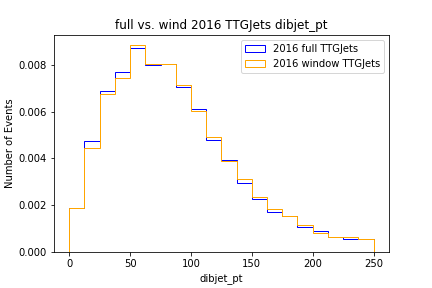 full vs. wind 2016 TTGJets dibjet_pt
2016 full TTGJets
2016 window TTGJets
Number of Events
0.008
0.006
0.004
0.002
0.000
0
50
100
150
200
250
dibjet_pt